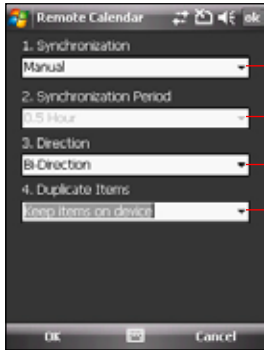 Remote Calendar
ok
1. Synchronization
Manual
2. Synchronization Period
0.5 Hour
3. Direction
Bi-Direction
4. Duplicate Items
Keep items on device
OK
Cancel